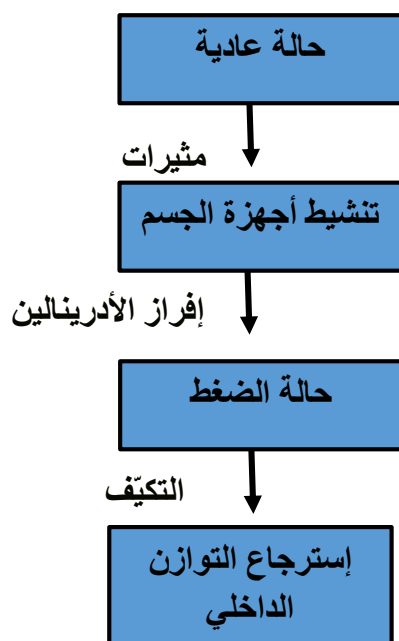 حالة عادية
مثيرات
تنشيط أجهزة الجسم
إفراز الأدرينالين
حالة الضغط
التكيّف
إسترجاع التوازن
الداخلي